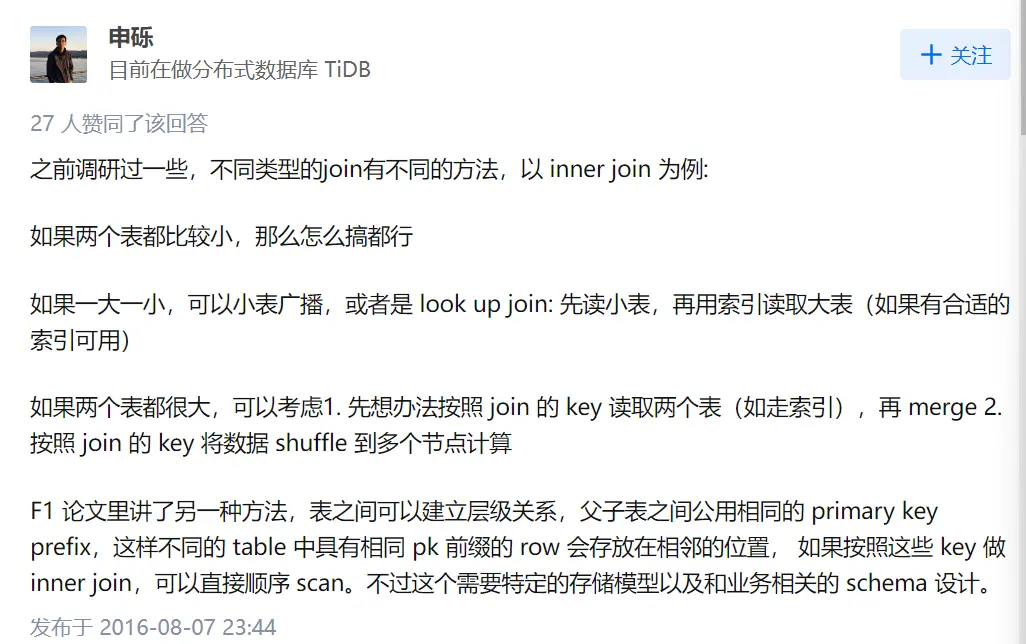 申砾
目前在做分布式数据库 TiDB
+ 关注
27 人赞同了该回答
之前调研过一些，不同类型的join有不同的方法，以 inner join 为例:
如果两个表都比较小，那么怎么搞都行
如果一大一小，可以小表广播，或者是 look up join: 先读小表，再用索引读取大表（如果有合适的
索引可用）
如果两个表都很大，可以考虑1. 先想办法按照 join 的 key 读取两个表（如走索引），再 merge 2.
按照 join 的 key 将数据 shuffle 到多个节点计算
F1 论文里讲了另一种方法，表之间可以建立层级关系，父子表之间公用相同的 primary key
prefix，这样不同的 table 中具有相同 pk 前缀的 row 会存放在相邻的位置， 如果按照这些 key 做
inner join，可以直接顺序 scan。不过这个需要特定的存储模型以及和业务相关的 schema 设计。
发布于 2016-08-07 23:44